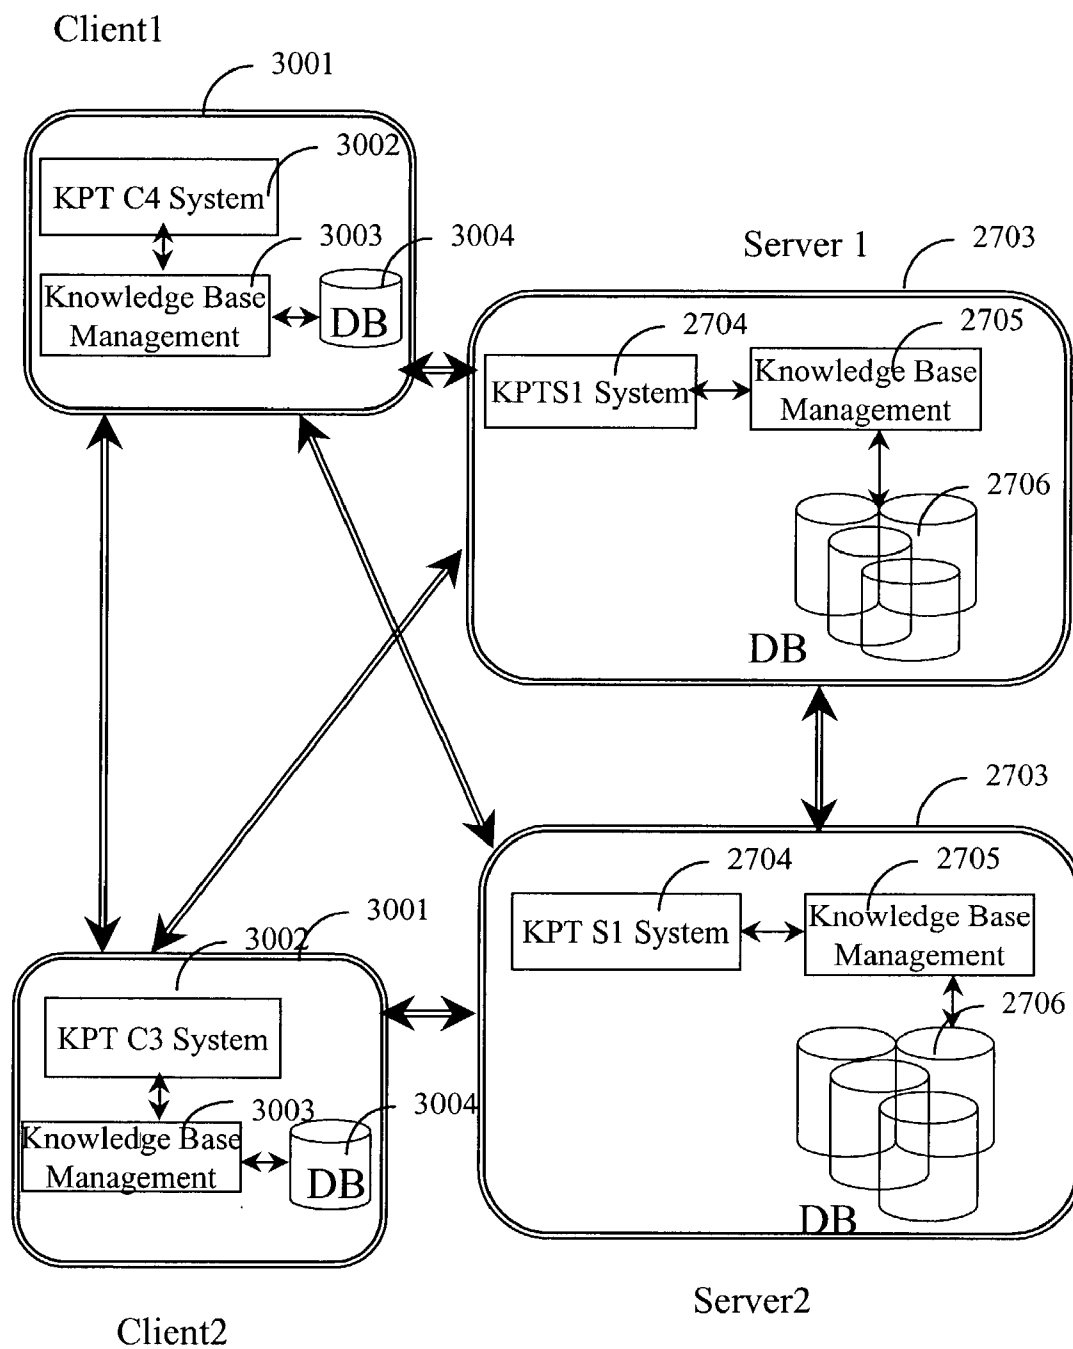 Client1
3001
3002
KPT C4 System
3003
3004
Knowledge Base
Management
DB
Server 1
2703
2704
2705
KPTS1 System
Knowledge Base
Management
2706
DB
2703
2704
2705
KPT S1 System
Knowledge Base
Management
2706
DB
Server2
3001
3002
KPT C3 System
3003
3004
Knowledge Base
Management
DB
Client2